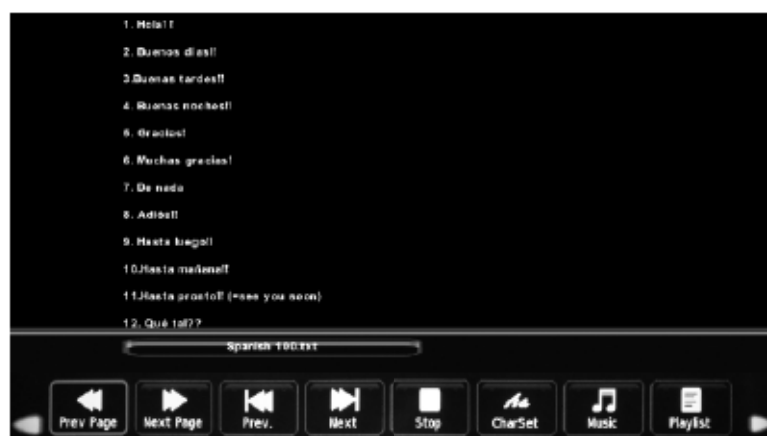 1. Hola!!
2. Buenos dias!!
3.Buenas tardes!!
4. Buenas noches!!
5. Gracias!
6. Muchas gracias!
7. De nada
8. Adiós!!
9. Hasta luego!!
10.Hasta mañana!!
11.Hasta pronto!! (=see you soon)
12. Qué tal??
Spanish 100.txt
Prev Page Next Page Prev. Next Stop CharSet Music Playlist